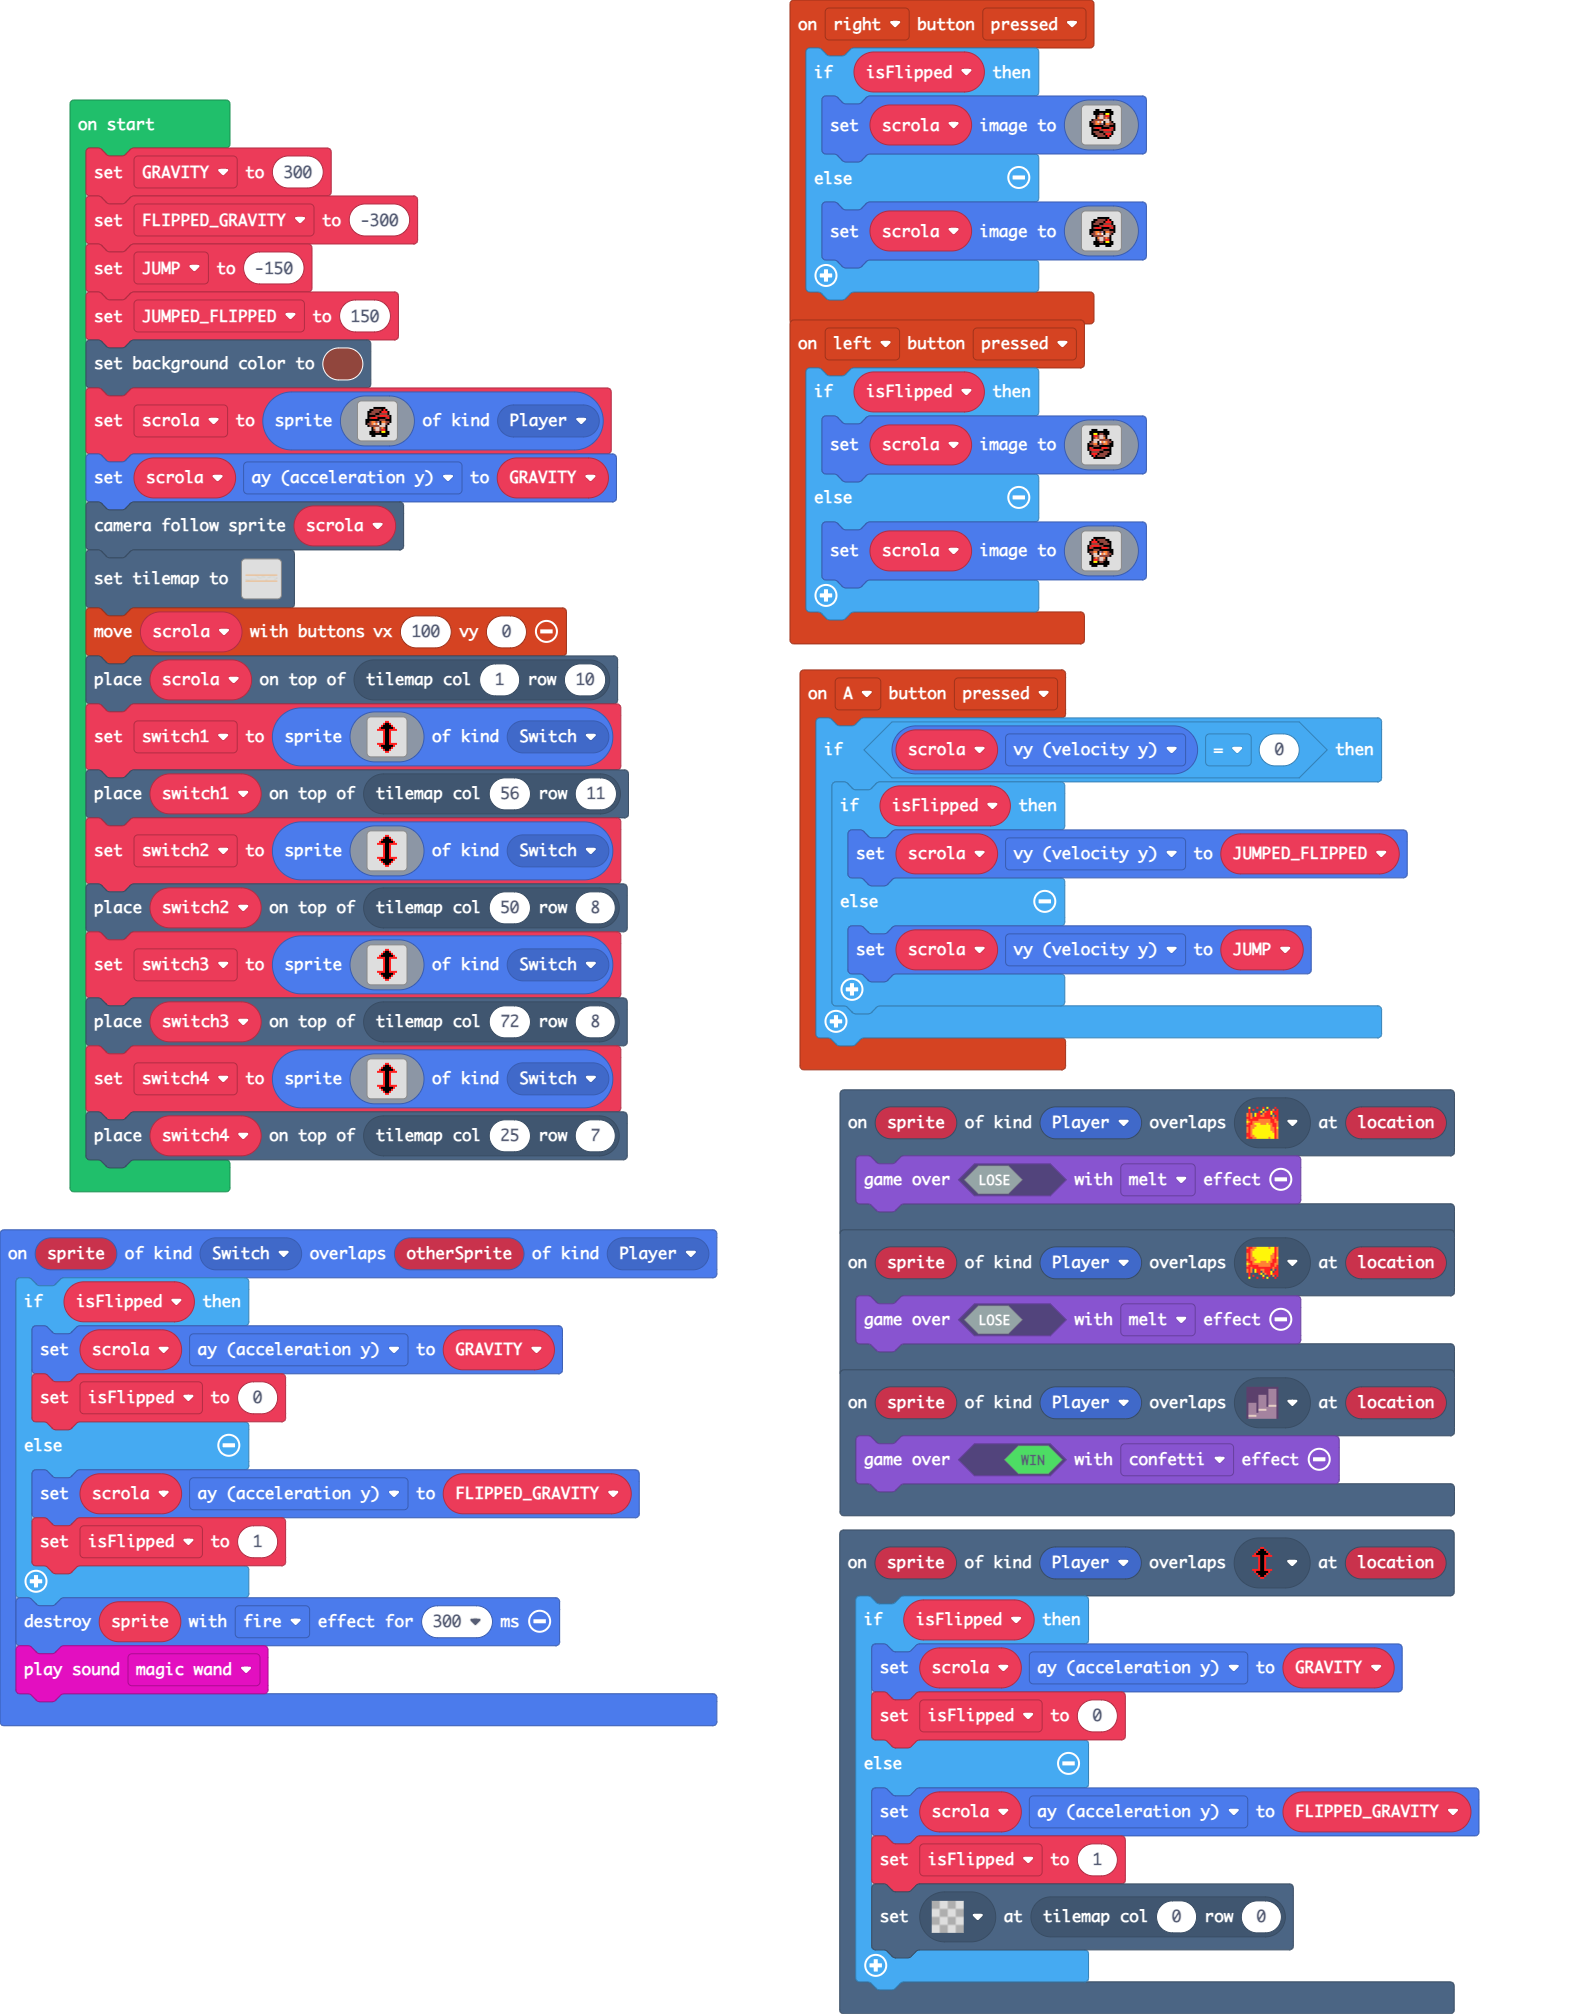 on start
set GRAVITY to 300
set FLIPPED_GRAVITY to -300
set JUMP to -150
set JUMPED_FLIPPED to 150
set background color to
set scrola to sprite of kind Player
set scrola ay (acceleration y) to GRAVITY
camera follow sprite scrola
set tilemap to
move scrola with buttons vx 100 vy 0
place scrola on top of tilemap col 1 row 10
set switch1 to sprite of kind Switch
place switch1 on top of tilemap col 56 row 11
set switch2 to sprite of kind Switch
place switch2 on top of tilemap col 50 row 8
set switch3 to sprite of kind Switch
place switch3 on top of tilemap col 72 row 8
set switch4 to sprite of kind Switch
place switch4 on top of tilemap col 25 row 7
on sprite of kind Switch overlaps otherSprite of kind Player
if isFlipped then
set scrola ay (acceleration y) to GRAVITY
set isFlipped to 0
else
set scrola ay (acceleration y) to FLIPPED_GRAVITY
set isFlipped to 1
destroy sprite with fire effect for 300 ms
play sound magic wand
on right button pressed
if isFlipped then
set scrola image to
else
set scrola image to
on left button pressed
if isFlipped then
set scrola image to
else
set scrola image to
on A button pressed
if scrola vy (velocity y) = 0 then
if isFlipped then
set scrola vy (velocity y) to JUMPED_FLIPPED
else
set scrola vy (velocity y) to JUMP
on sprite of kind Player overlaps at location
game over LOSE with melt effect
on sprite of kind Player overlaps at location
game over LOSE with melt effect
on sprite of kind Player overlaps at location
game over WIN with confetti effect
on sprite of kind Player overlaps at location
if isFlipped then
set scrola ay (acceleration y) to GRAVITY
set isFlipped to 0
else
set scrola ay (acceleration y) to FLIPPED_GRAVITY
set isFlipped to 1
set at tilemap col 0 row 0